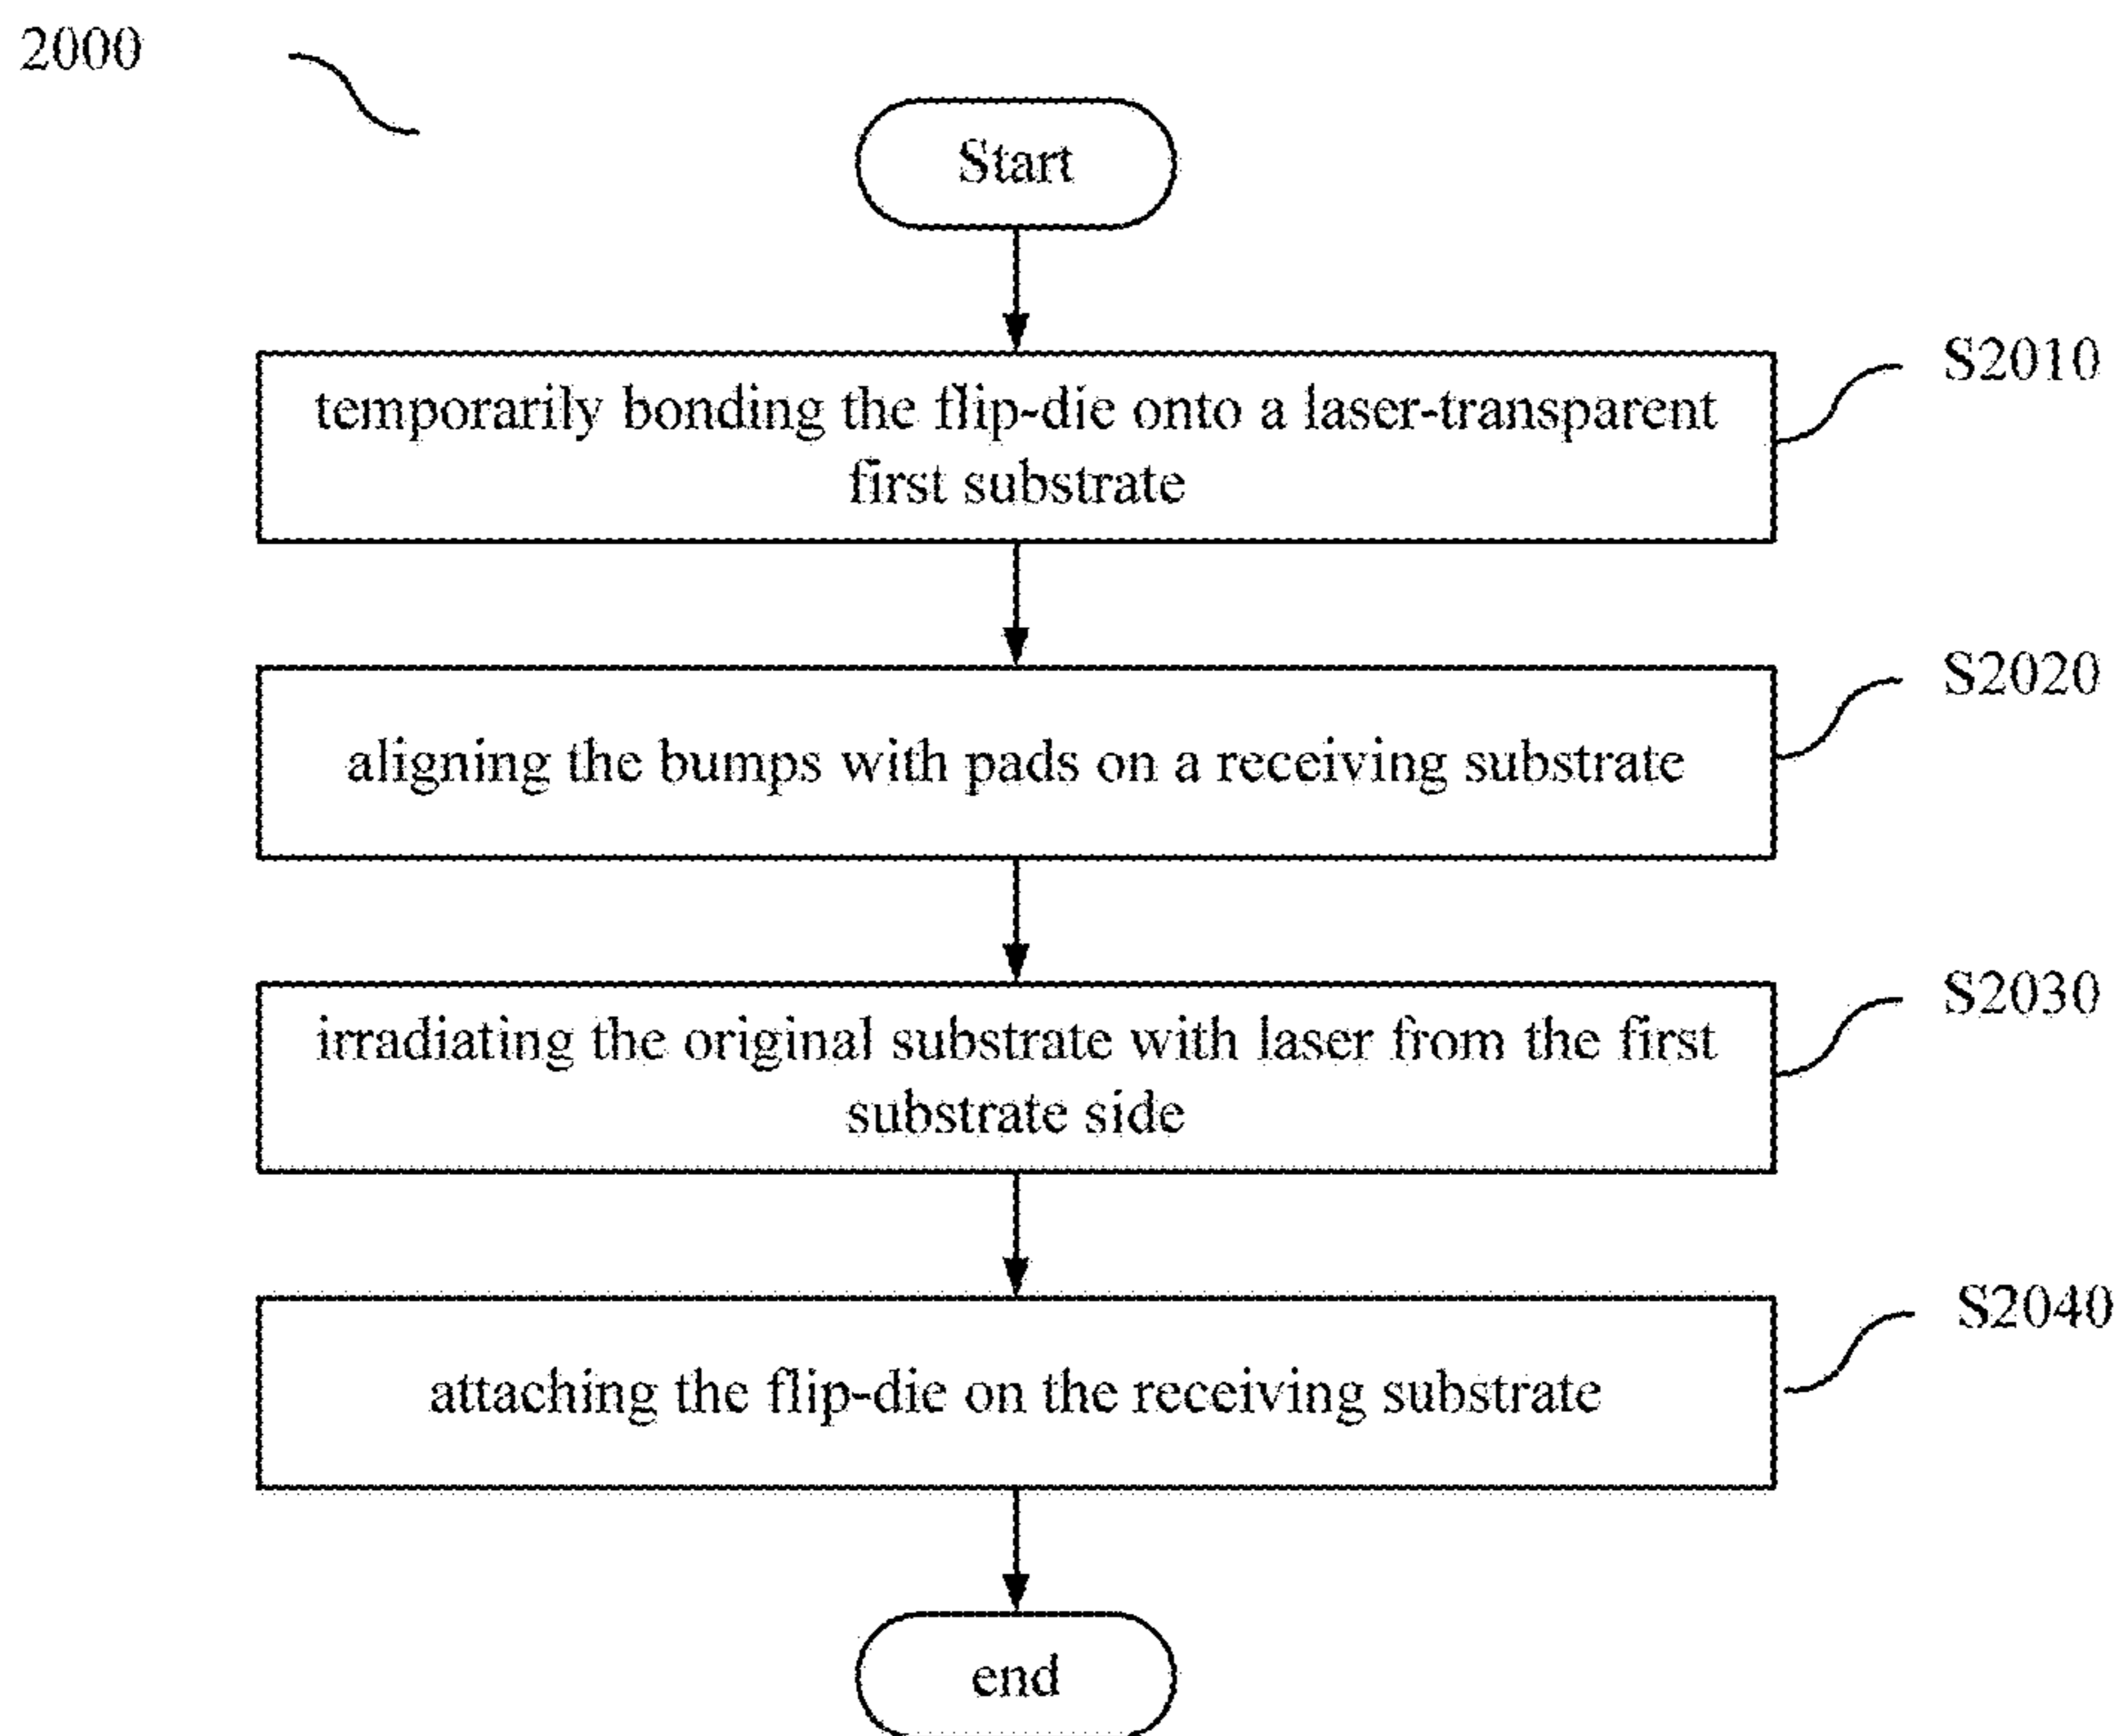 2000
Start
temporarily bonding the flip-die onto a laser-transparent
first substrate
S2010
aligning the bumps with pads on a receiving substrate
S2020
irradiating the original substrate with laser from the first
substrate side
S2030
attaching the flip-die on the receiving substrate
S2040
end